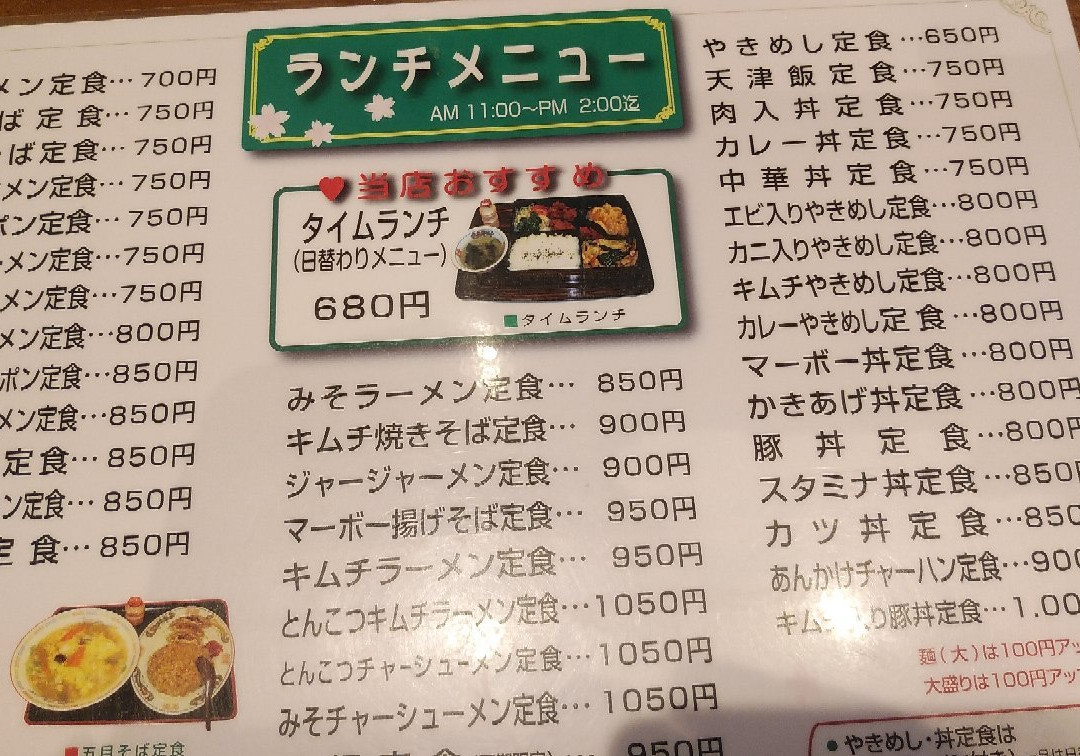 メン定食…700円
ば定食…750円
ば定食…750円
メン定食…750円
ポン定食…750円
ーメン定食…750円
メン定食…750円
メン定食…800円
ポン定食…850円
メン定食…850円
定食…850円
ン定食…850円
定食…850円
五目そば定食
ランチメニュー
AM 11:00〜PM 2:00迄
当店おすすめ
タイムランチ
(日替わりメニュー)
680円
タイムランチ
みそラーメン定食…850円
キムチ焼きそば定食…900円
ジャージャーメン定食…900円
マーボー揚げそば定食…950円
キムチラーメン定食…950円
とんこつキムチラーメン定食…1050円
とんこつチャーシューメン定食…1050円
みそチャーシューメン定食…1050円
950円
やきめし定食…650円
天津飯定食…750円
肉入丼定食…750円
カレー丼定食…750円
中華丼定食…750円
エビ入りやきめし定食…800円
カニ入りやきめし定食…800円
キムチやきめし定食…800円
カレーやきめし定食…800円
マーボー丼定食…800円
かきあげ丼定食…800円
豚丼定食…800円
スタミナ丼定食…850
カツ丼定食…850
あんかけチャーハン定食…900
キム り豚丼定食…1.00
麺(大)は100円アッ
大盛りは100円アップ
●やきめし・丼定食は